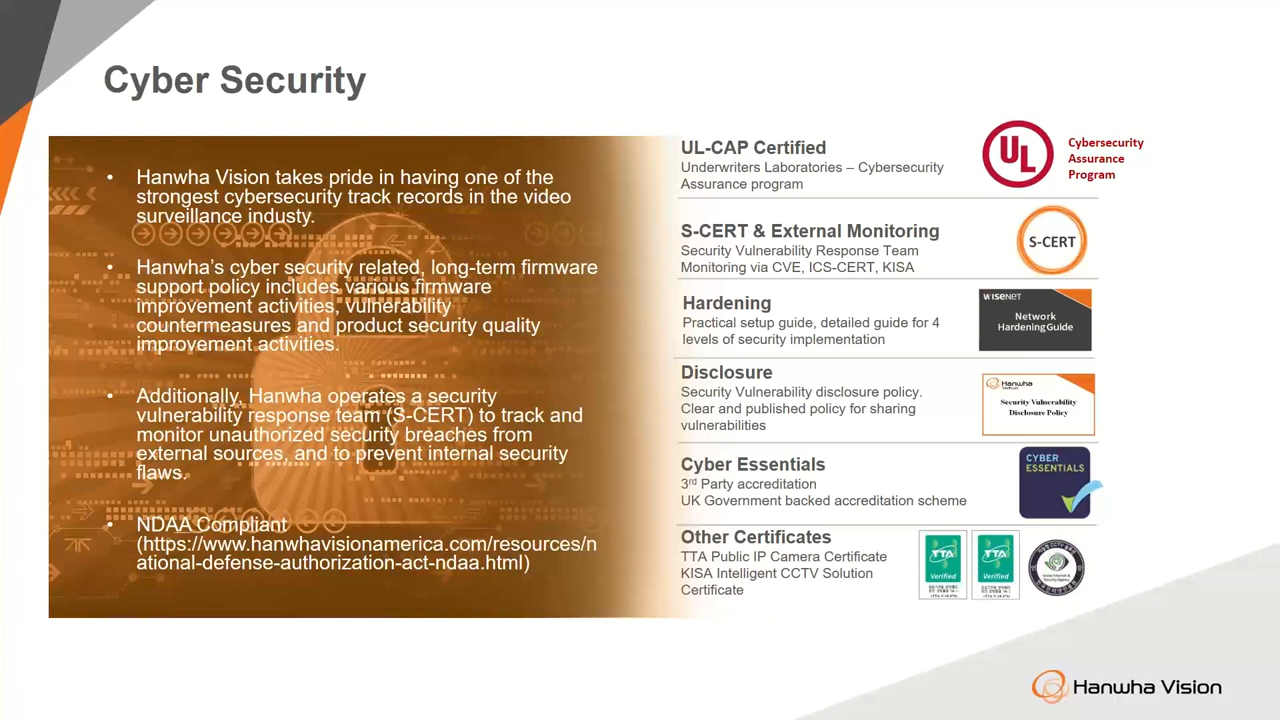 Cyber Security
Hanwha Vision takes pride in having one of the
strongest cybersecurity track records in the video
surveillance industy.
Hanwha's cyber security related, long-term firmware
support policy includes various firmware
improvement activities, vulnerability
countermeasures and product security quality
improvement activities.
Additionally, Hanwha operates a security
vulnerability response team (S-CERT) to track and
monitor unauthorized security breaches from
external sources, and to prevent internal security
flaws.
NDAA Compliant
(https://www.hanwhavisionamerica.com/resources/n
ational-defense-authorization-act-ndaa.html)
UL-CAP Certified
Underwriters Laboratories – Cybersecurity
Assurance program
UL
Cybersecurity
Assurance
Program
S-CERT & External Monitoring
Security Vulnerability Response Team
Monitoring via CVE, ICS-CERT, KISA
S-CERT
Hardening
Practical setup guide, detailed guide for 4
levels of security implementation
WISENET
Network
Hardening Guide
Disclosure
Security Vulnerability disclosure policy.
Clear and published policy for sharing
vulnerabilities
Hanwha
Security Vulnerability
Disclosure Policy
Cyber Essentials
3rd Party accreditation
UK Government backed accreditation scheme
CYBER
ESSENTIALS
Other Certificates
TTA Public IP Camera Certificate
KISA Intelligent CCTV Solution
Certificate
TTA
Verified
TTA
Verified
Hanwha Vision